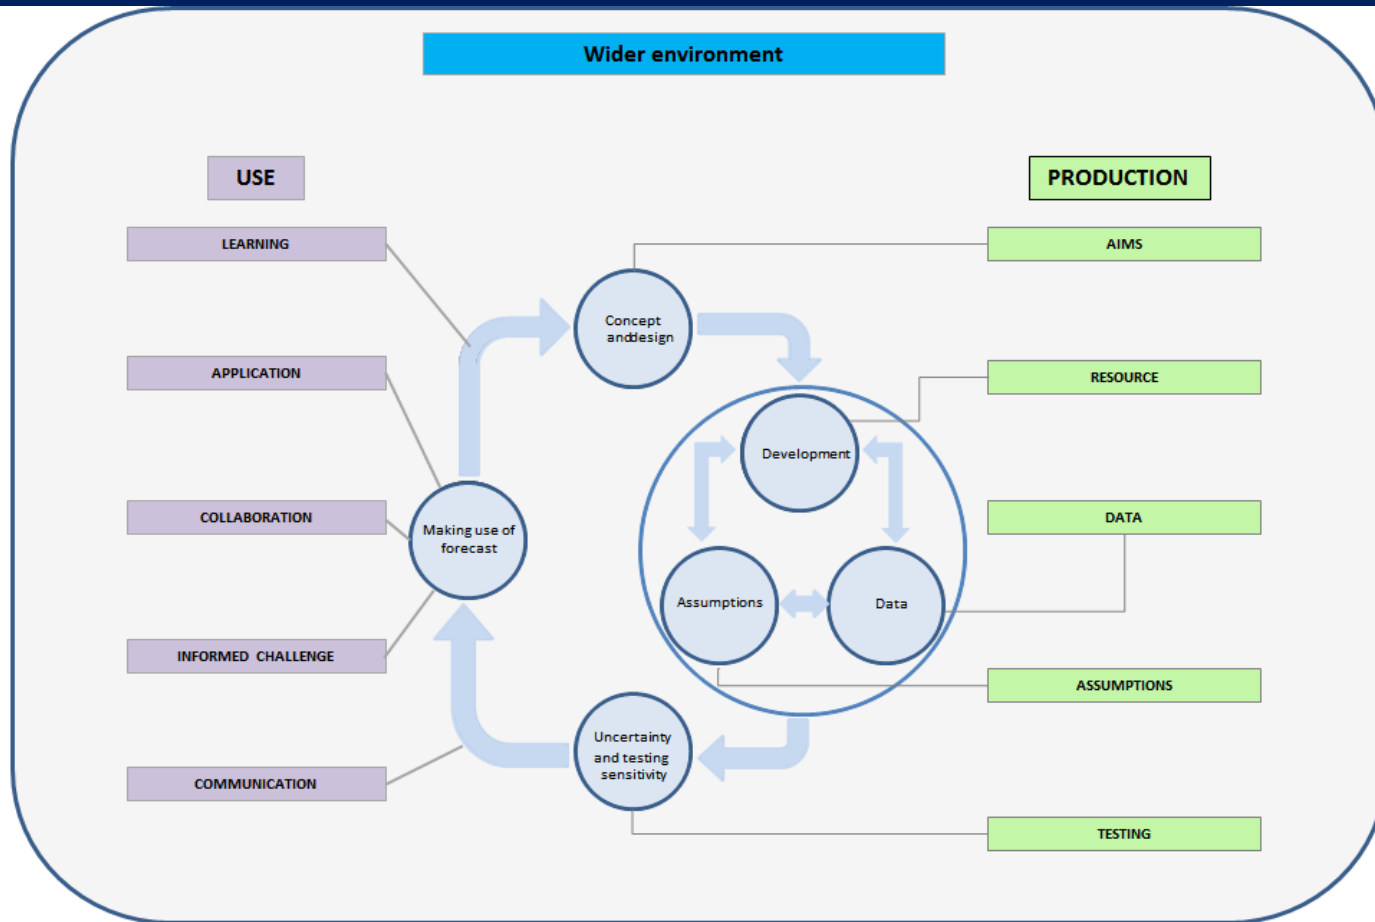 Wider environment
USE
PRODUCTION
LEARNING
AIMS
Concept
anddesign
APPLICATION
RESOURCE
Development
COLLABORATION
DATA
Making use of
forecast
Assumptions
Data
INFORMED CHALLENGE
ASSUMPTIONS
Uncertainty
and testing
sensitivity
COMMUNICATION
TESTING